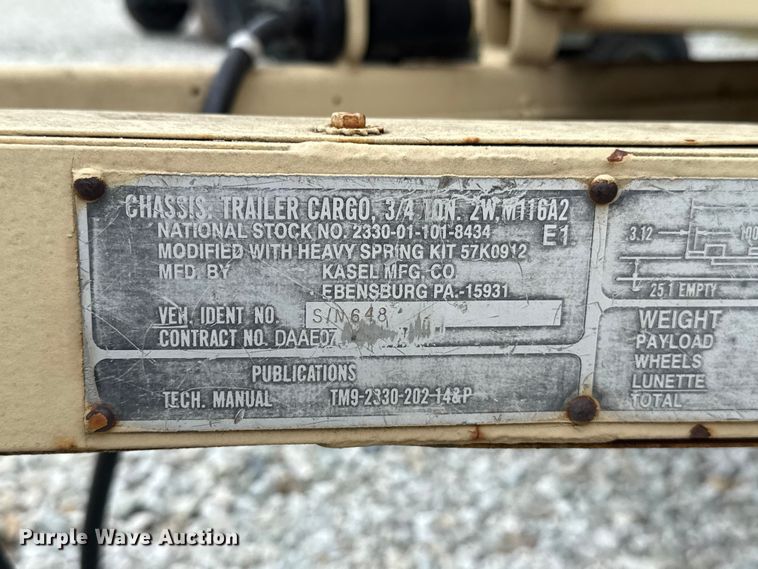 CHASSIS: TRAILER CARGO, 3/4 TON. 2W. M116A2
NATIONAL STOCK NO. 2330-01-101-8434 E1
MODIFIED WITH HEAVY SPRING KIT 57K0912
MFD. BY KASEL MFG. CO
EBENSBURG PA.-15931
VEH. IDENT NO. S/N 648
CONTRACT NO. DAAE07
PUBLICATIONS
TECH. MANUAL TM9-2330-202-14&P
3.12
25.1 EMPTY
WEIGHT
PAYLOAD
WHEELS
LUNETTE
TOTAL
Purple Wave Auction